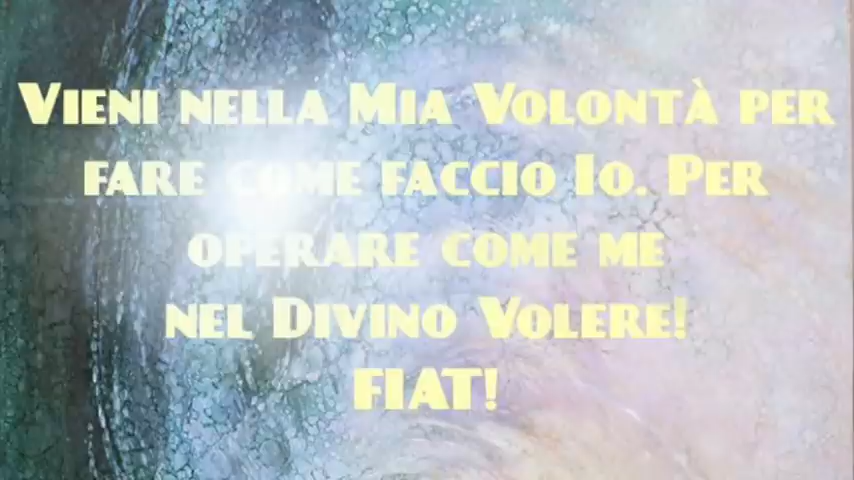 Vieni nella Mia Volontà per
fare come faccio Io. Per
operare come me
nel Divino Volere!
FIAT!